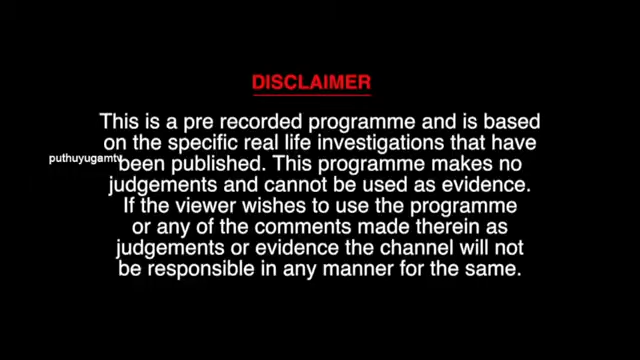 DISCLAIMER
This is a pre recorded programme and is based
on the specific real life investigations that have
puthuyugamtv
been published. This programme makes no
judgements and cannot be used as evidence.
If the viewer wishes to use the programme
or any of the comments made therein as
judgements or evidence the channel will not
be responsible in any manner for the same.